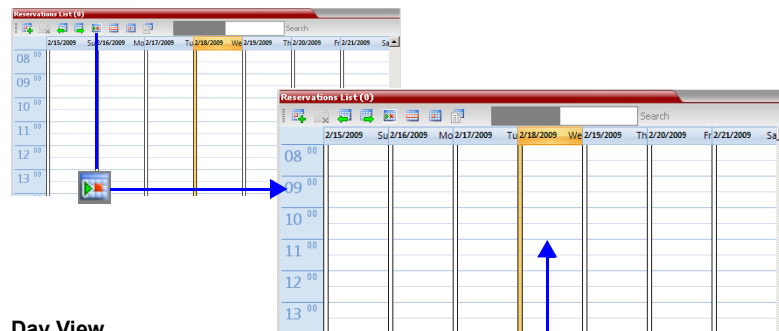 Reservations List (0)
Search
2/15/2009 Su 2/16/2009 Mo 2/17/2009 Tu 2/18/2009 We 2/19/2009 Th 2/20/2009 Fr 2/21/2009 Sa
08 00
09 00
10 00
11 00
12 00
13 00
Reservations List (0)
Search
2/15/2009 Su 2/16/2009 Mo 2/17/2009 Tu 2/18/2009 We 2/19/2009 Th 2/20/2009 Fr 2/21/2009 Sa
08 00
09 00
10 00
11 00
12 00
13 00
Day View